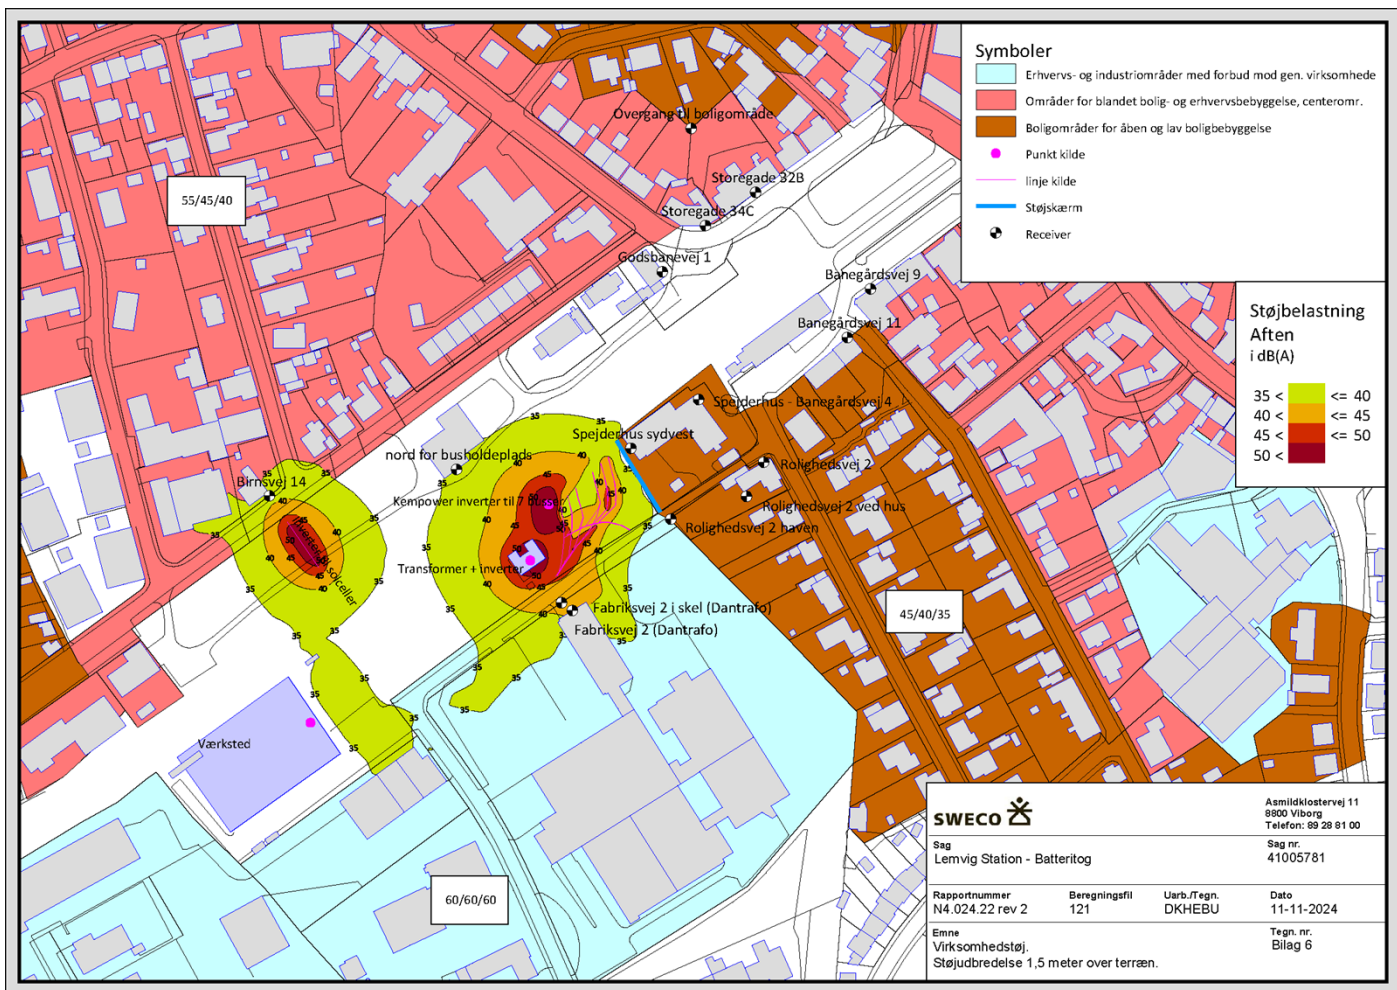 Symboler
Erhvervs- og industriområder med forbud mod gen. virksomhede
Områder for blandet bolig- og erhvervsbebyggelse, centeromr.
Boligområder for åben og lav boligbebyggelse
Punkt kilde
linje kilde
Støjskærm
Receiver
Støjbelastning
Aften
i dB(A)
35 < <= 40
40 < <= 45
45 < <= 50
50 <
Overgang til boligområde
55/45/40
Storegade 32B
Storegade 34C
Godsbanevej 1
Banegårdsvej 9
Banegårdsvej 11
Spejderhus - Banegårdsvej 4
Spejderhus sydvest
nord for busholdeplads
Rolighedsvej 2
Birnsvej 14
Kempower inverter til 7 busser
Rolighedsvej 2 ved hus
Rolighedsvej 2 haven
Transformer + inverter
Fabriksvej 2 i skel (Dantrafo)
45/40/35
Fabriksvej 2 (Dantrafo)
Værksted
60/60/60
SWECO
Asmildklostervej 11
8800 Viborg
Telefon: 89 28 81 00
Sag
Lemvig Station - Batteritog
Sag nr.
41005781
Rapportnummer Beregningsfil Uarb./Tegn. Dato
N4.024.22 rev 2 121 DKHEBU 11-11-2024
Emne
Virksomhedstøj.
Støjudbredelse 1,5 meter over terræn.
Tegn. nr.
Bilag 6